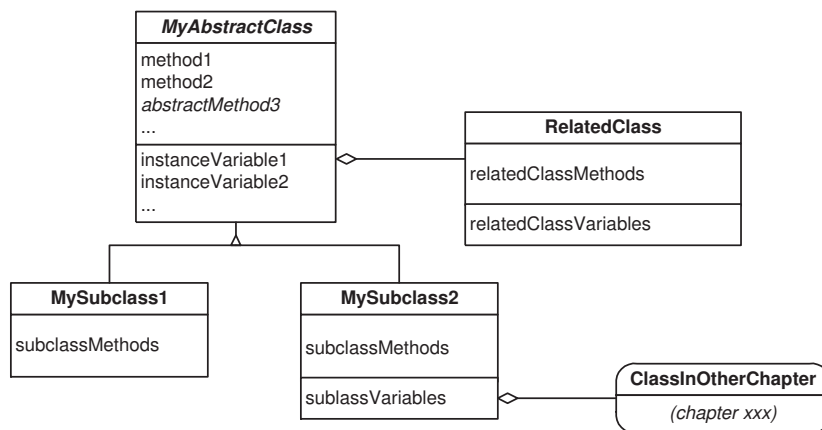 MyAbstractClass
method1
method2
abstractMethod3
...
instanceVariable1
instanceVariable2
...
RelatedClass
relatedClassMethods
relatedClassVariables
MySubclass1
subclassMethods
MySubclass2
subclassMethods
sublassVariables
ClassInOtherChapter
(chapter xxx)